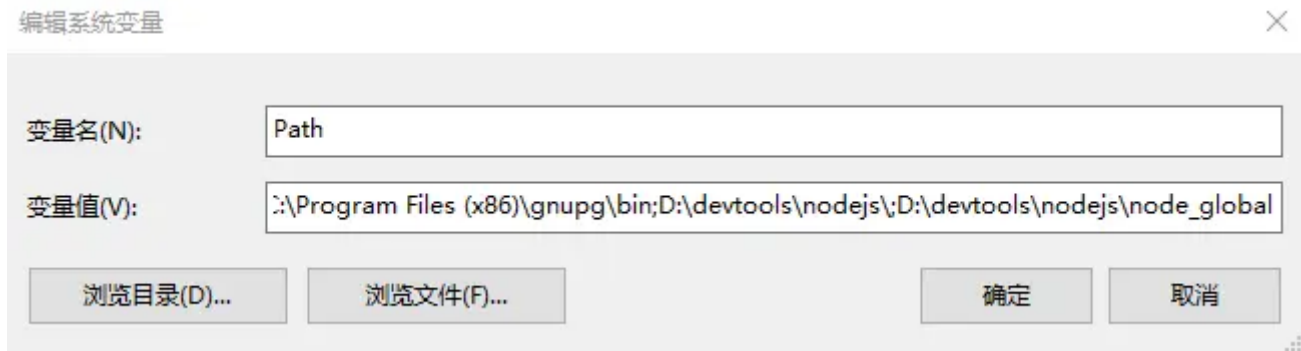 编辑系统变量
变量名(N):
Path
变量值(V):
:\Program Files (x86)\gnupg\bin;D:\devtools\nodejs\;D:\devtools\nodejs\node_global
浏览目录(D)...
浏览文件(F)...
确定
取消